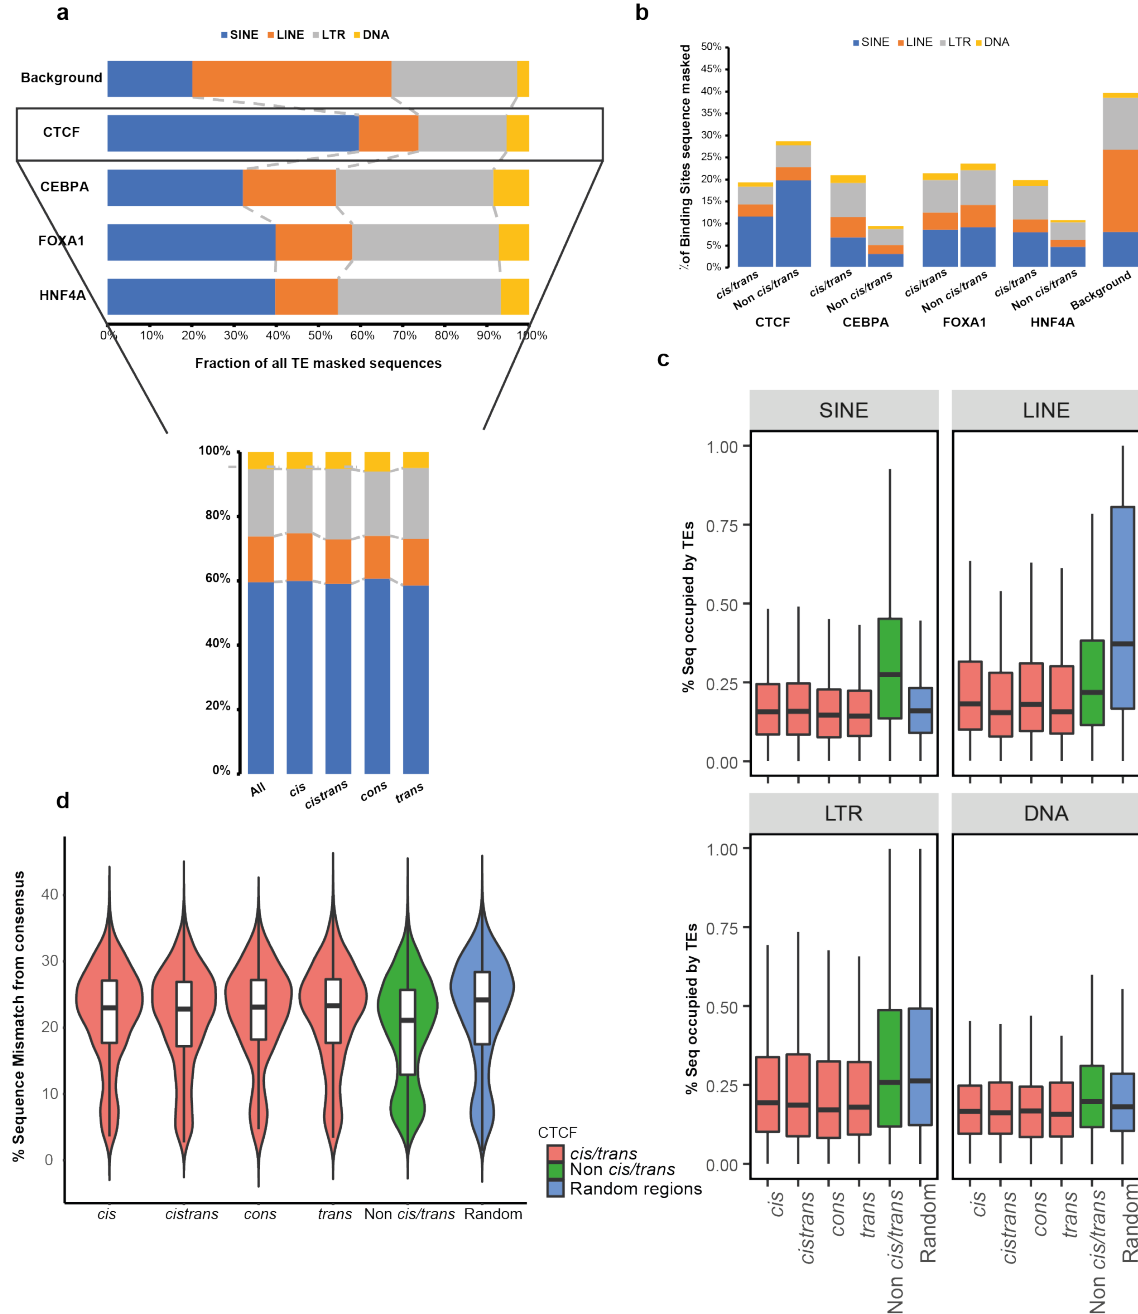 a
SINE LINE LTR DNA
Background
CTCF
CEBPA
FOXA1
HNF4A
0% 10% 20% 30% 40% 50% 60% 70% 80% 90% 100%
Fraction of all TE masked sequences
100%
80%
60%
40%
20%
0%
All cis cistrans cons trans
b
SINE LINE LTR DNA
% of Binding Sites sequence masked
50%
45%
40%
35%
30%
25%
20%
15%
10%
5%
0%
cis/trans Non cis/trans cis/trans Non cis/trans cis/trans Non cis/trans cis/trans Non cis/trans Background
CTCF CEBPA FOXA1 HNF4A
c
SINE LINE
% Seq occupied by TEs
1.00
0.75
0.50
0.25
0.00
LTR DNA
% Seq occupied by TEs
1.00
0.75
0.50
0.25
0.00
cis cistrans cons trans Non cis/trans Random cis cistrans cons trans Non cis/trans Random
d
% Sequence Mismatch from consensus
40
30
20
10
0
cis cistrans cons trans Non cis/trans Random
CTCF
cis/trans
Non cis/trans
Random regions